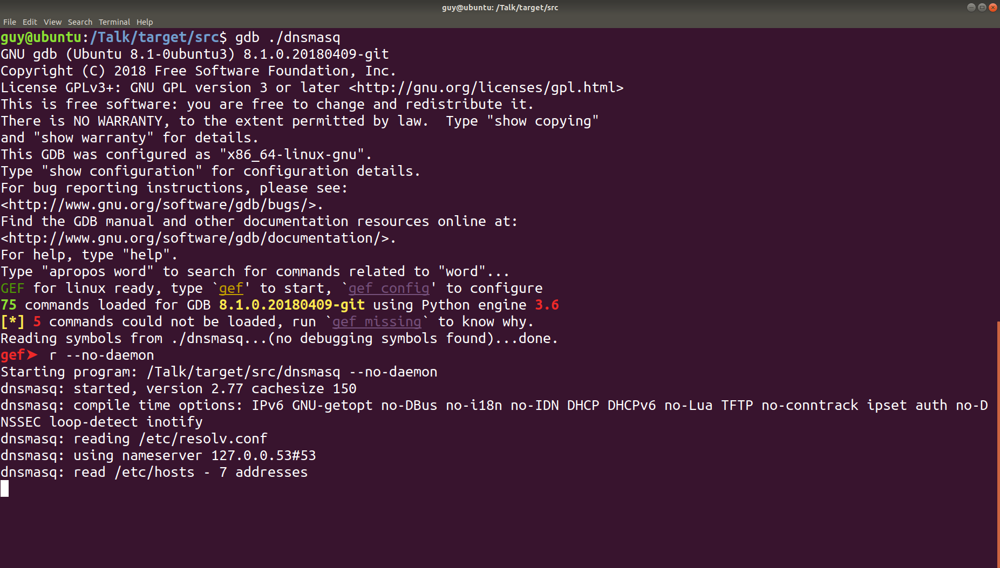 guy@ubuntu: /Talk/target/src
File Edit View Search Terminal Help
guy@ubuntu:/Talk/target/src$ gdb ./dnsmasq
GNU gdb (Ubuntu 8.1-0ubuntu3) 8.1.0.20180409-git
Copyright (C) 2018 Free Software Foundation, Inc.
License GPLv3+: GNU GPL version 3 or later <http://gnu.org/licenses/gpl.html>
This is free software: you are free to change and redistribute it.
There is NO WARRANTY, to the extent permitted by law.  Type "show copying"
and "show warranty" for details.
This GDB was configured as "x86_64-linux-gnu".
Type "show configuration" for configuration details.
For bug reporting instructions, please see:
<http://www.gnu.org/software/gdb/bugs/>.
Find the GDB manual and other documentation resources online at:
<http://www.gnu.org/software/gdb/documentation/>.
For help, type "help".
Type "apropos word" to search for commands related to "word"...
GEF for linux ready, type `gef' to start, `gef config' to configure
75 commands loaded for GDB 8.1.0.20180409-git using Python engine 3.6
[*] 5 commands could not be loaded, run `gef missing` to know why.
Reading symbols from ./dnsmasq...(no debugging symbols found)...done.
gef➤  r --no-daemon
Starting program: /Talk/target/src/dnsmasq --no-daemon
dnsmasq: started, version 2.77 cachesize 150
dnsmasq: compile time options: IPv6 GNU-getopt no-DBus no-i18n no-IDN DHCP DHCPv6 no-Lua TFTP no-conntrack ipset auth no-D
NSSEC loop-detect inotify
dnsmasq: reading /etc/resolv.conf
dnsmasq: using nameserver 127.0.0.53#53
dnsmasq: read /etc/hosts - 7 addresses